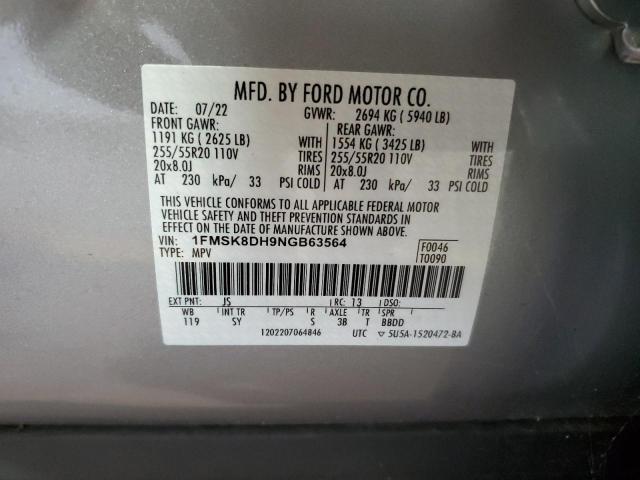 MFD. BY FORD MOTOR CO.
DATE: 07/22 GVWR: 2694 KG ( 5940 LB)
FRONT GAWR: REAR GAWR:
1191 KG ( 2625 LB) WITH 1554 KG ( 3425 LB) WITH
255/55R20 110V TIRES 255/55R20 110V TIRES
20x8.0J RIMS 20x8.0J RIMS
AT 230 kPa/ 33 PSI COLD AT 230 kPa/ 33 PSI COLD
THIS VEHICLE CONFORMS TO ALL APPLICABLE FEDERAL MOTOR
VEHICLE SAFETY AND THEFT PREVENTION STANDARDS IN
EFFECT ON THE DATE OF MANUFACTURE SHOWN ABOVE.
VIN: 1FMSK8DH9NGB63564 F0046
TYPE: MPV T0090
EXT PNT: JS RC: 13 DSO:
WB INT TR TP/PS R AXLE TR SPR
119 SY S 3B T BBDD
1202207064846 UTC ▽ 5U5A-1520472-BA